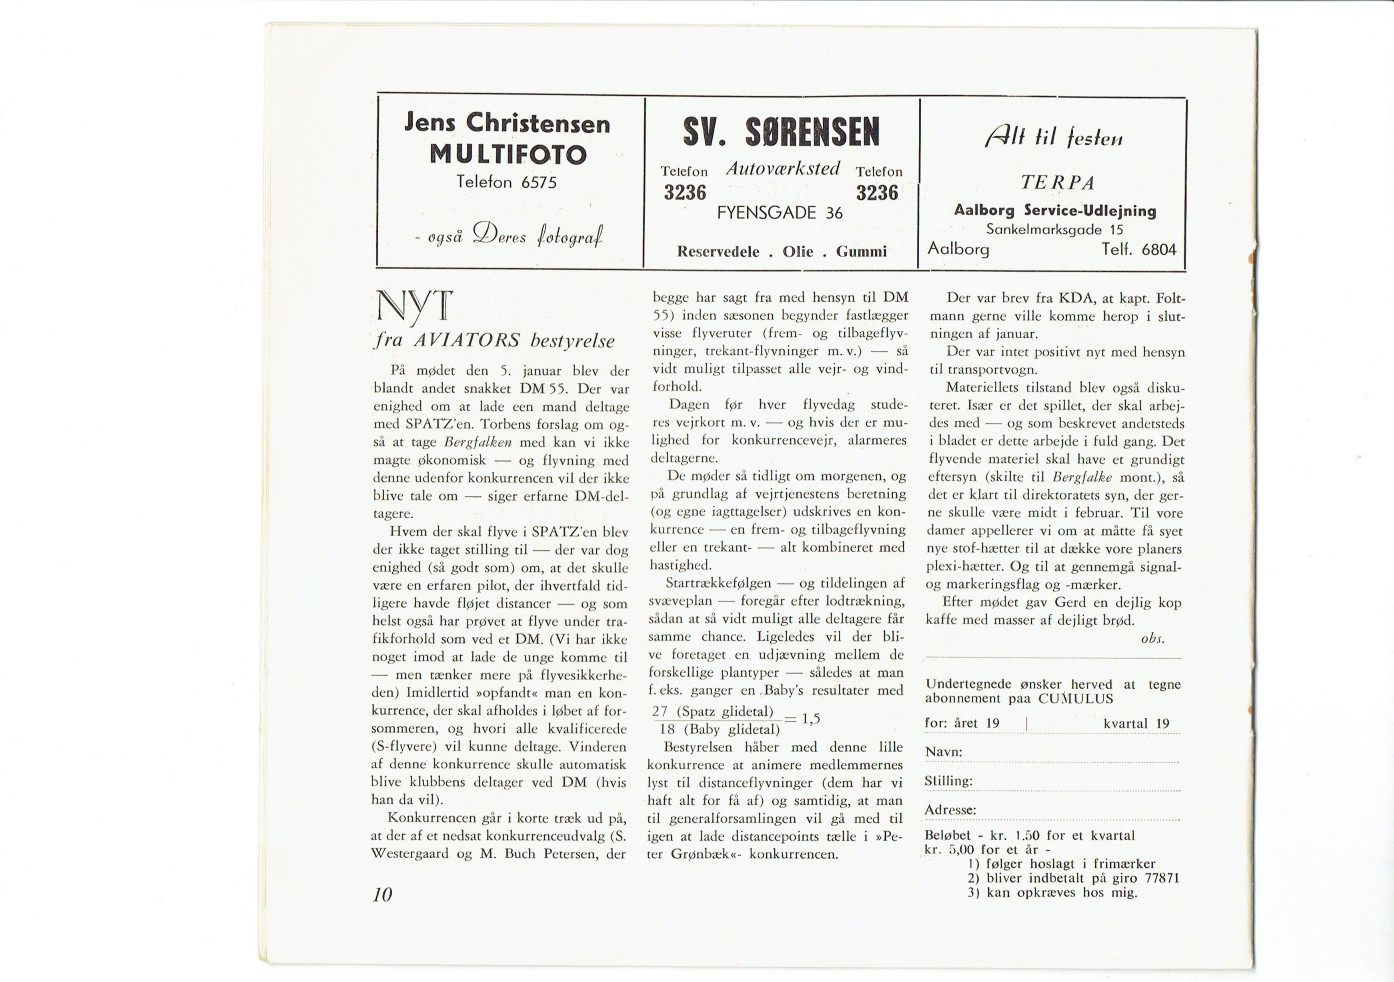 Jens Christensen
MULTIFOTO
Telefon 6575
- også Deres fotograf
SV. SØRENSEN
Telefon Autoværksted Telefon
3236 3236
FYENSGADE 36
Reservedele . Olie . Gummi
Alt til festen
TERPA
Aalborg Service-Udlejning
Sankelmarksgade 15
Aalborg Telf. 6804
NYT
fra AVIATORS bestyrelse
På mødet den 5. januar blev der
blandt andet snakket DM 55. Der var
enighed om at lade een mand deltage
med SPATZ'en. Torbens forslag om og-
så at tage Bergfalken med kan vi ikke
magte økonomisk — og flyvning med
denne udenfor konkurrencen vil der ikke
blive tale om — siger erfarne DM-del-
tagere.
Hvem der skal flyve i SPATZ'en blev
der ikke taget stilling til — der var dog
enighed (så godt som) om, at det skulle
være en erfaren pilot, der ihvertfald tid-
ligere havde fløjet distancer — og som
helst også har prøvet at flyve under tra-
fikforhold som ved et DM. (Vi har ikke
noget imod at lade de unge komme til
— men tænker mere på flyvesikkerhe-
den) Imidlertid »opfandt« man en kon-
kurrence, der skal afholdes i løbet af for-
sommeren, og hvori alle kvalificerede
(S-flyvere) vil kunne deltage. Vinderen
af denne konkurrence skulle automatisk
blive klubbens deltager ved DM (hvis
han da vil).
Konkurrencen går i korte træk ud på,
at der af et nedsat konkurrenceudvalg (S.
Westergaard og M. Buch Petersen, der
10
begge har sagt fra med hensyn til DM
55) inden sæsonen begynder fastlægger
visse flyveruter (frem- og tilbageflyv-
ninger, trekant-flyvninger m. v.) — så
vidt muligt tilpasset alle vejr- og vind-
forhold.
Dagen før hver flyvedag stude-
res vejrkort m. v. — og hvis der er mu-
lighed for konkurrencevejr, alarmeres
deltagerne.
De møder så tidligt om morgenen, og
på grundlag af vejrtjenestens beretning
(og egne iagttagelser) udskrives en kon-
kurrence — en frem- og tilbageflyvning
eller en trekant- — alt kombineret med
hastighed.
Startrækkefølgen — og tildelingen af
svæveplan — foregår efter lodtrækning,
sådan at så vidt muligt alle deltagere får
samme chance. Ligeledes vil der bli-
ve foretaget en udjævning mellem de
forskellige plantyper — således at man
f. eks. ganger en Baby's resultater med
27 (Spatz glidetal)
= 1,5
18 (Baby glidetal)
Bestyrelsen håber med denne lille
konkurrence at animere medlemmernes
lyst til distanceflyvninger (dem har vi
haft alt for få af) og samtidig, at man
til generalforsamlingen vil gå med til
igen at lade distancepoints tælle i »Pe-
ter Grønbæk«- konkurrencen.
Der var brev fra KDA, at kapt. Folt-
mann gerne ville komme herop i slut-
ningen af januar.
Der var intet positivt nyt med hensyn
til transportvogn.
Materiellets tilstand blev også disku-
teret. Især er det spillet, der skal arbej-
des med — og som beskrevet andetsteds
i bladet er dette arbejde i fuld gang. Det
flyvende materiel skal have et grundigt
eftersyn (skilte til Bergfalke mont.), så
det er klart til direktoratets syn, der ger-
ne skulle være midt i februar. Til vore
damer appellerer vi om at måtte få syet
nye stof-hætter til at dække vore planers
plexi-hætter. Og til at gennemgå signal-
og markeringsflag og -mærker.
Efter mødet gav Gerd en dejlig kop
kaffe med masser af dejligt brød.
obs.
Undertegnede ønsker herved at tegne
abonnement paa CUMULUS
for: året 19 | kvartal 19
Navn:
Stilling:
Adresse:
Beløbet - kr. 1.50 for et kvartal
kr. 5,00 for et år -
1) følger hoslagt i frimærker
2) bliver indbetalt på giro 77871
3) kan opkræves hos mig.